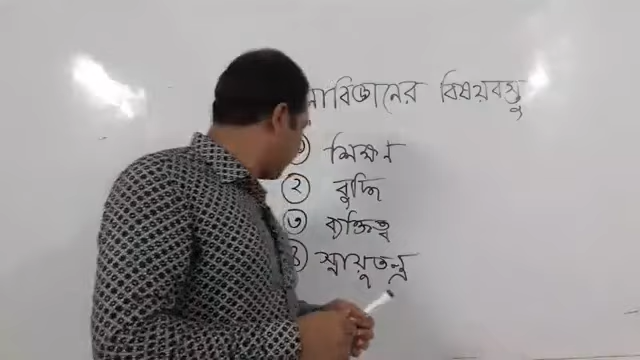 বিজ্ঞানের বিষয়বস্তু
শিক্ষণ
২ বুদ্ধি
৩ ব্যক্তিত্ব
৪ স্নায়ুতন্ত্র